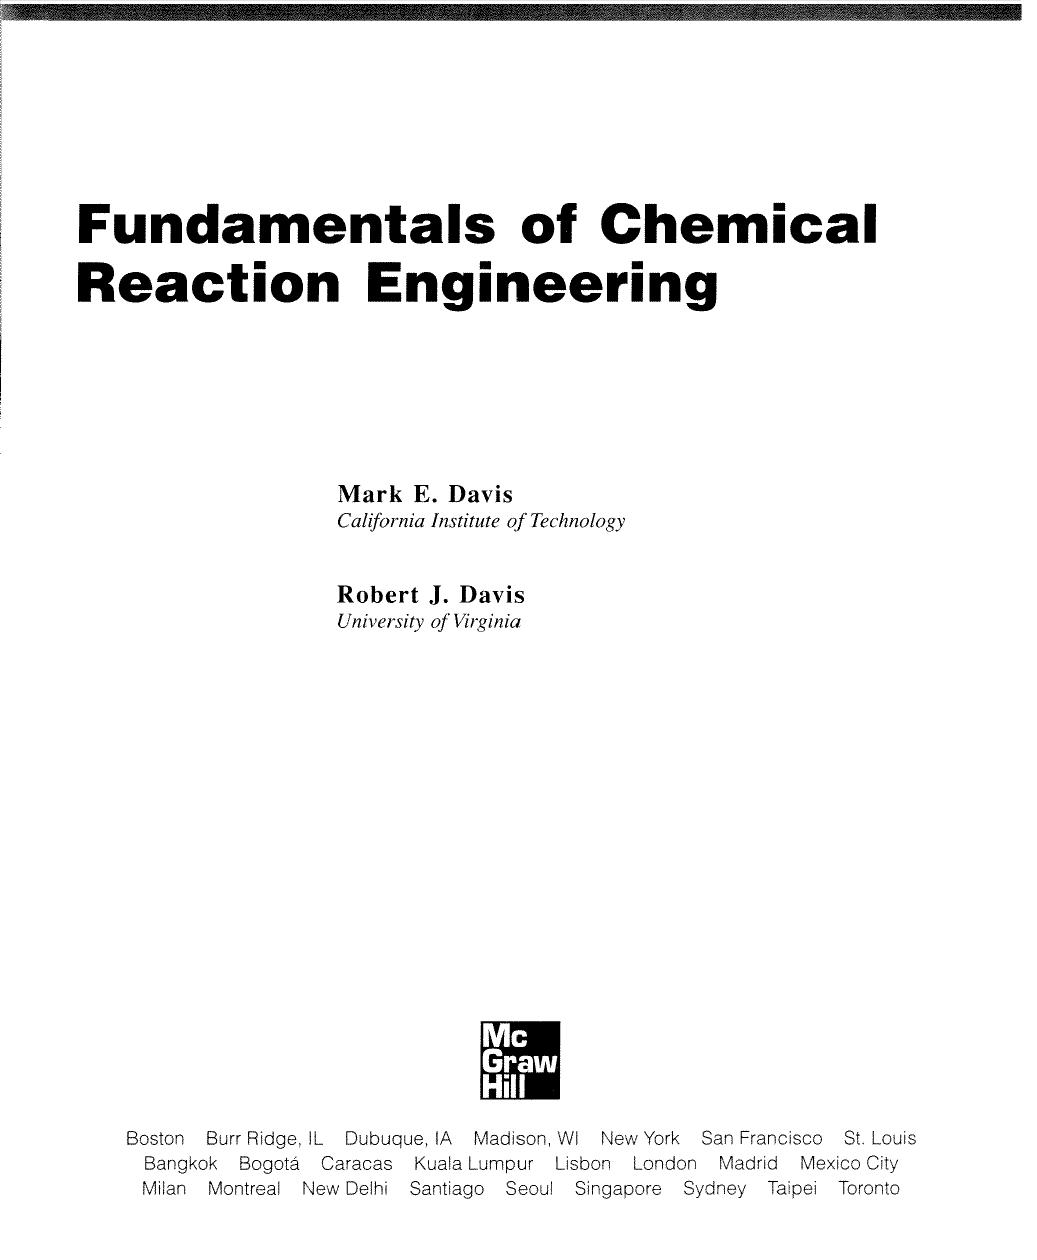 Fundamentals of Chemical
Reaction Engineering
Mark E. Davis
California Institute of Technology
Robert J. Davis
University of Virginia
Mc
Graw
Hill
Boston Burr Ridge, IL Dubuque, IA Madison, WI New York San Francisco St. Louis
Bangkok Bogotá Caracas Kuala Lumpur Lisbon London Madrid Mexico City
Milan Montreal New Delhi Santiago Seoul Singapore Sydney Taipei Toronto